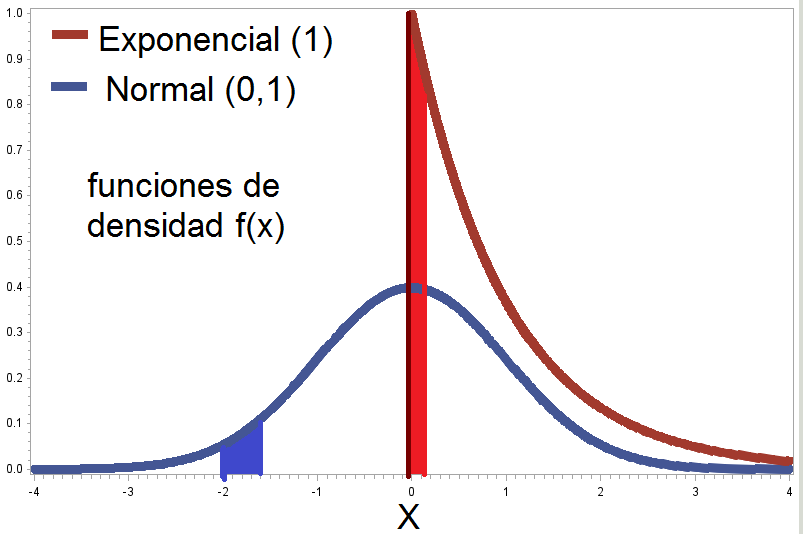 Exponencial (1)
Normal (0,1)
funciones de
densidad f(x)
1.0
0.9
0.8
0.7
0.6
0.5
0.4
0.3
0.2
0.1
0.0
-4 -3 -2 -1 0 1 2 3 4
X